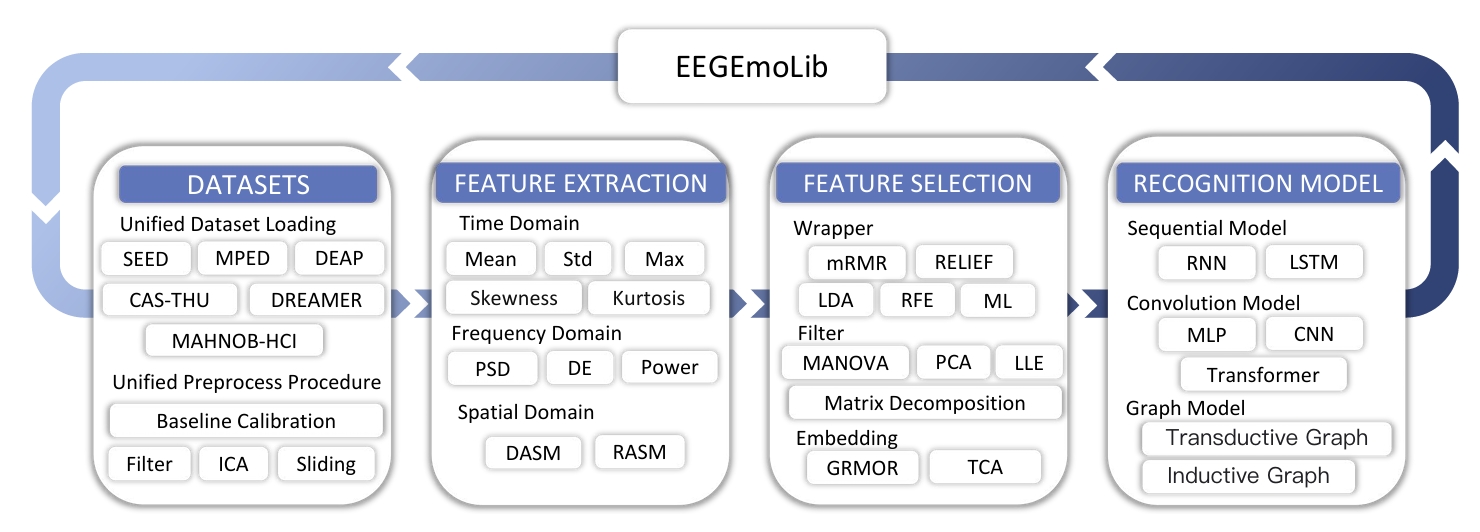 EEGEmoLib
DATASETS
Unified Dataset Loading
SEED MPED DEAP
CAS-THU DREAMER
MAHNOB-HCI
Unified Preprocess Procedure
Baseline Calibration
Filter ICA Sliding
FEATURE EXTRACTION
Time Domain
Mean Std Max
Skewness Kurtosis
Frequency Domain
PSD DE Power
Spatial Domain
DASM RASM
FEATURE SELECTION
Wrapper
mRMR RELIEF
LDA RFE ML
Filter
MANOVA PCA LLE
Matrix Decomposition
Embedding
GRMOR TCA
RECOGNITION MODEL
Sequential Model
RNN LSTM
Convolution Model
MLP CNN
Transformer
Graph Model
Transductive Graph
Inductive Graph